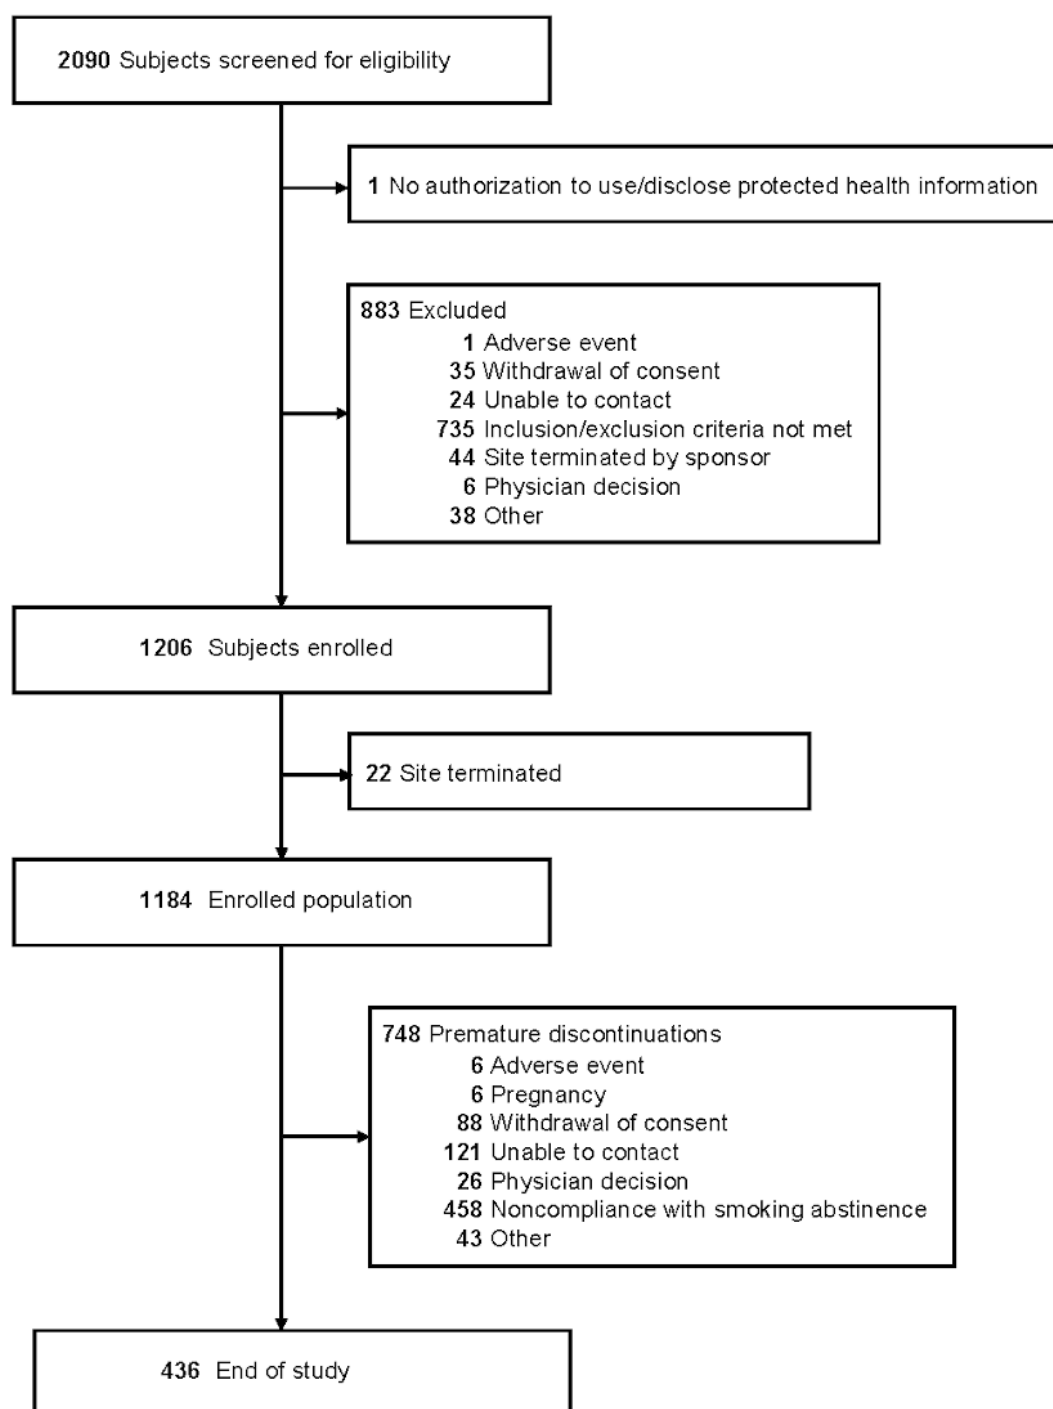 2090 Subjects screened for eligibility
1 No authorization to use/disclose protected health information
883 Excluded
1 Adverse event
35 Withdrawal of consent
24 Unable to contact
735 Inclusion/exclusion criteria not met
44 Site terminated by sponsor
6 Physician decision
38 Other
1206 Subjects enrolled
22 Site terminated
1184 Enrolled population
748 Premature discontinuations
6 Adverse event
6 Pregnancy
88 Withdrawal of consent
121 Unable to contact
26 Physician decision
458 Noncompliance with smoking abstinence
43 Other
436 End of study